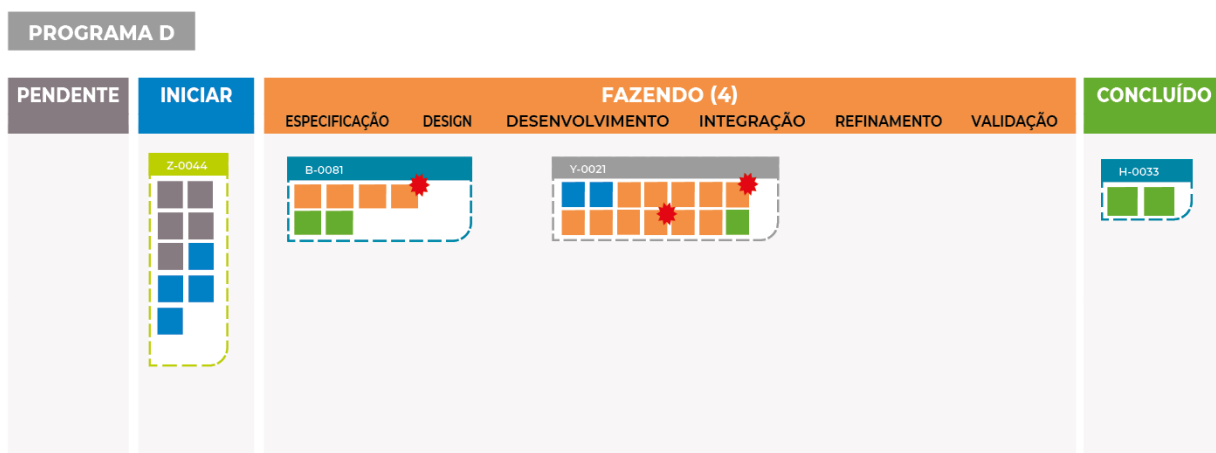 PROGRAMA D
PENDENTE
INICIAR
FAZENDO (4)
CONCLUÍDO
ESPECIFICAÇÃO DESIGN DESENVOLVIMENTO INTEGRAÇÃO REFINAMENTO VALIDAÇÃO
Z-0044
B-0081
Y-0021
H-0033